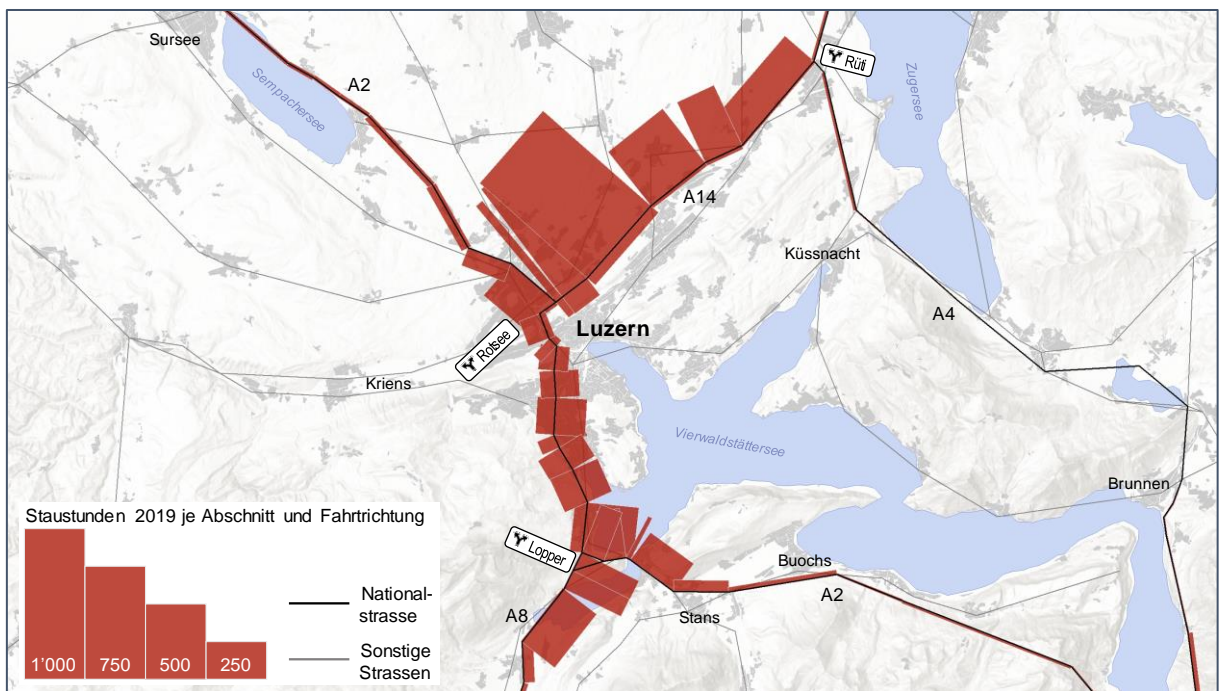 Sursee
A2
Rüti
Sempachersee
Zugersee
A14
Küssnacht
A4
Luzern
Rotsee
Kriens
Vierwaldstättersee
Brunnen
Staustunden 2019 je Abschnitt und Fahrtrichtung
1'000
750
500
250
National-
strasse
Sonstige
Strassen
Lopper
Buochs
A2
A8
Stans